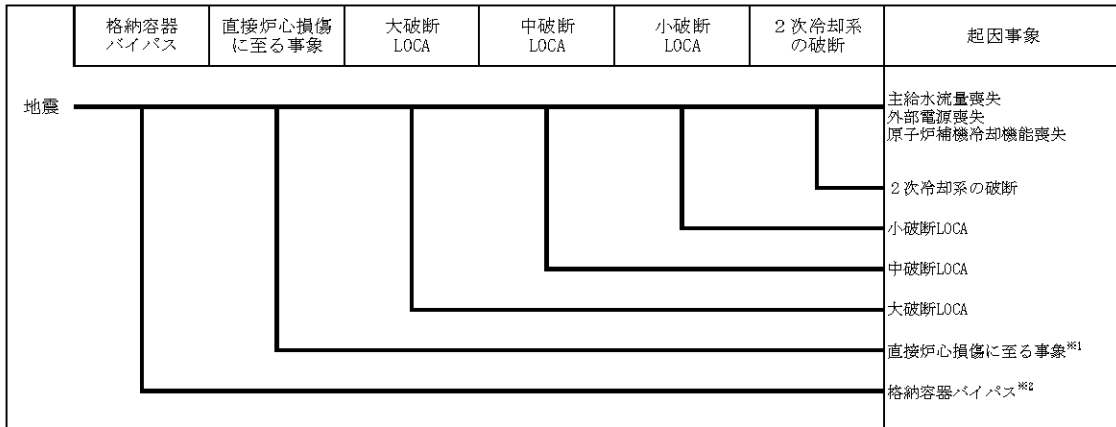 格納容器
バイパス
直接炉心損傷
に至る事象
大破断
LOCA
中破断
LOCA
小破断
LOCA
２次冷却系
の破断
起因事象
地震
主給水流量喪失
外部電源喪失
原子炉補機冷却機能喪失
２次冷却系の破断
小破断LOCA
中破断LOCA
大破断LOCA
直接炉心損傷に至る事象※1
格納容器バイパス※2